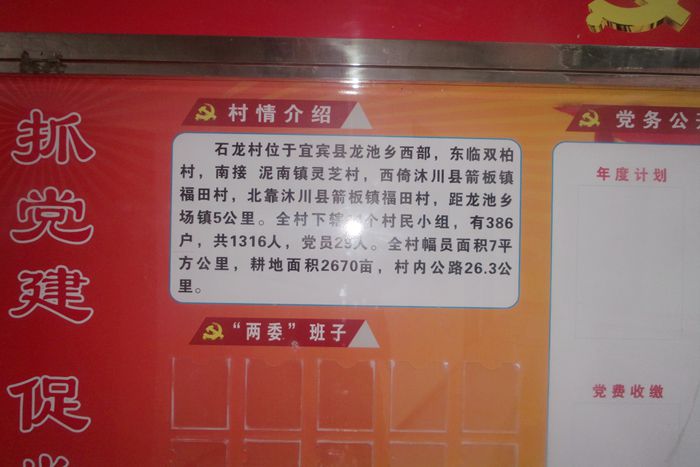 抓党建 促
村情介绍
石龙村位于宜宾县龙池乡西部，东临双柏
村，南接 泥南镇灵芝村，西倚沐川县箭板镇
福田村，北靠沐川县箭板镇福田村，距龙池乡
场镇5公里。全村下辖个村民小组，有386
户，共1316人，党员29人。全村幅员面积7平
方公里，耕地面积2670亩，村内公路26.3公
里。
“两委”班子
党务公
年度计划
党费收缴